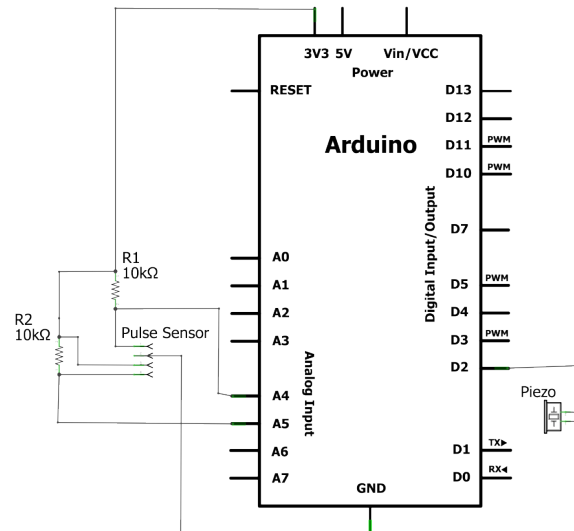 3V3 5V Vin/VCC
Power
RESET
D13
D12
Arduino
D11 PWM
D10 PWM
Digital Input/Output
D7
R1
10kΩ
A0
A1
D5 PWM
A2
D4
R2
10kΩ
Pulse Sensor
A3
D3 PWM
Analog Input
D2
A4
Piezo
A5
A6
D1 TX▶
A7
D0 RX◀
GND